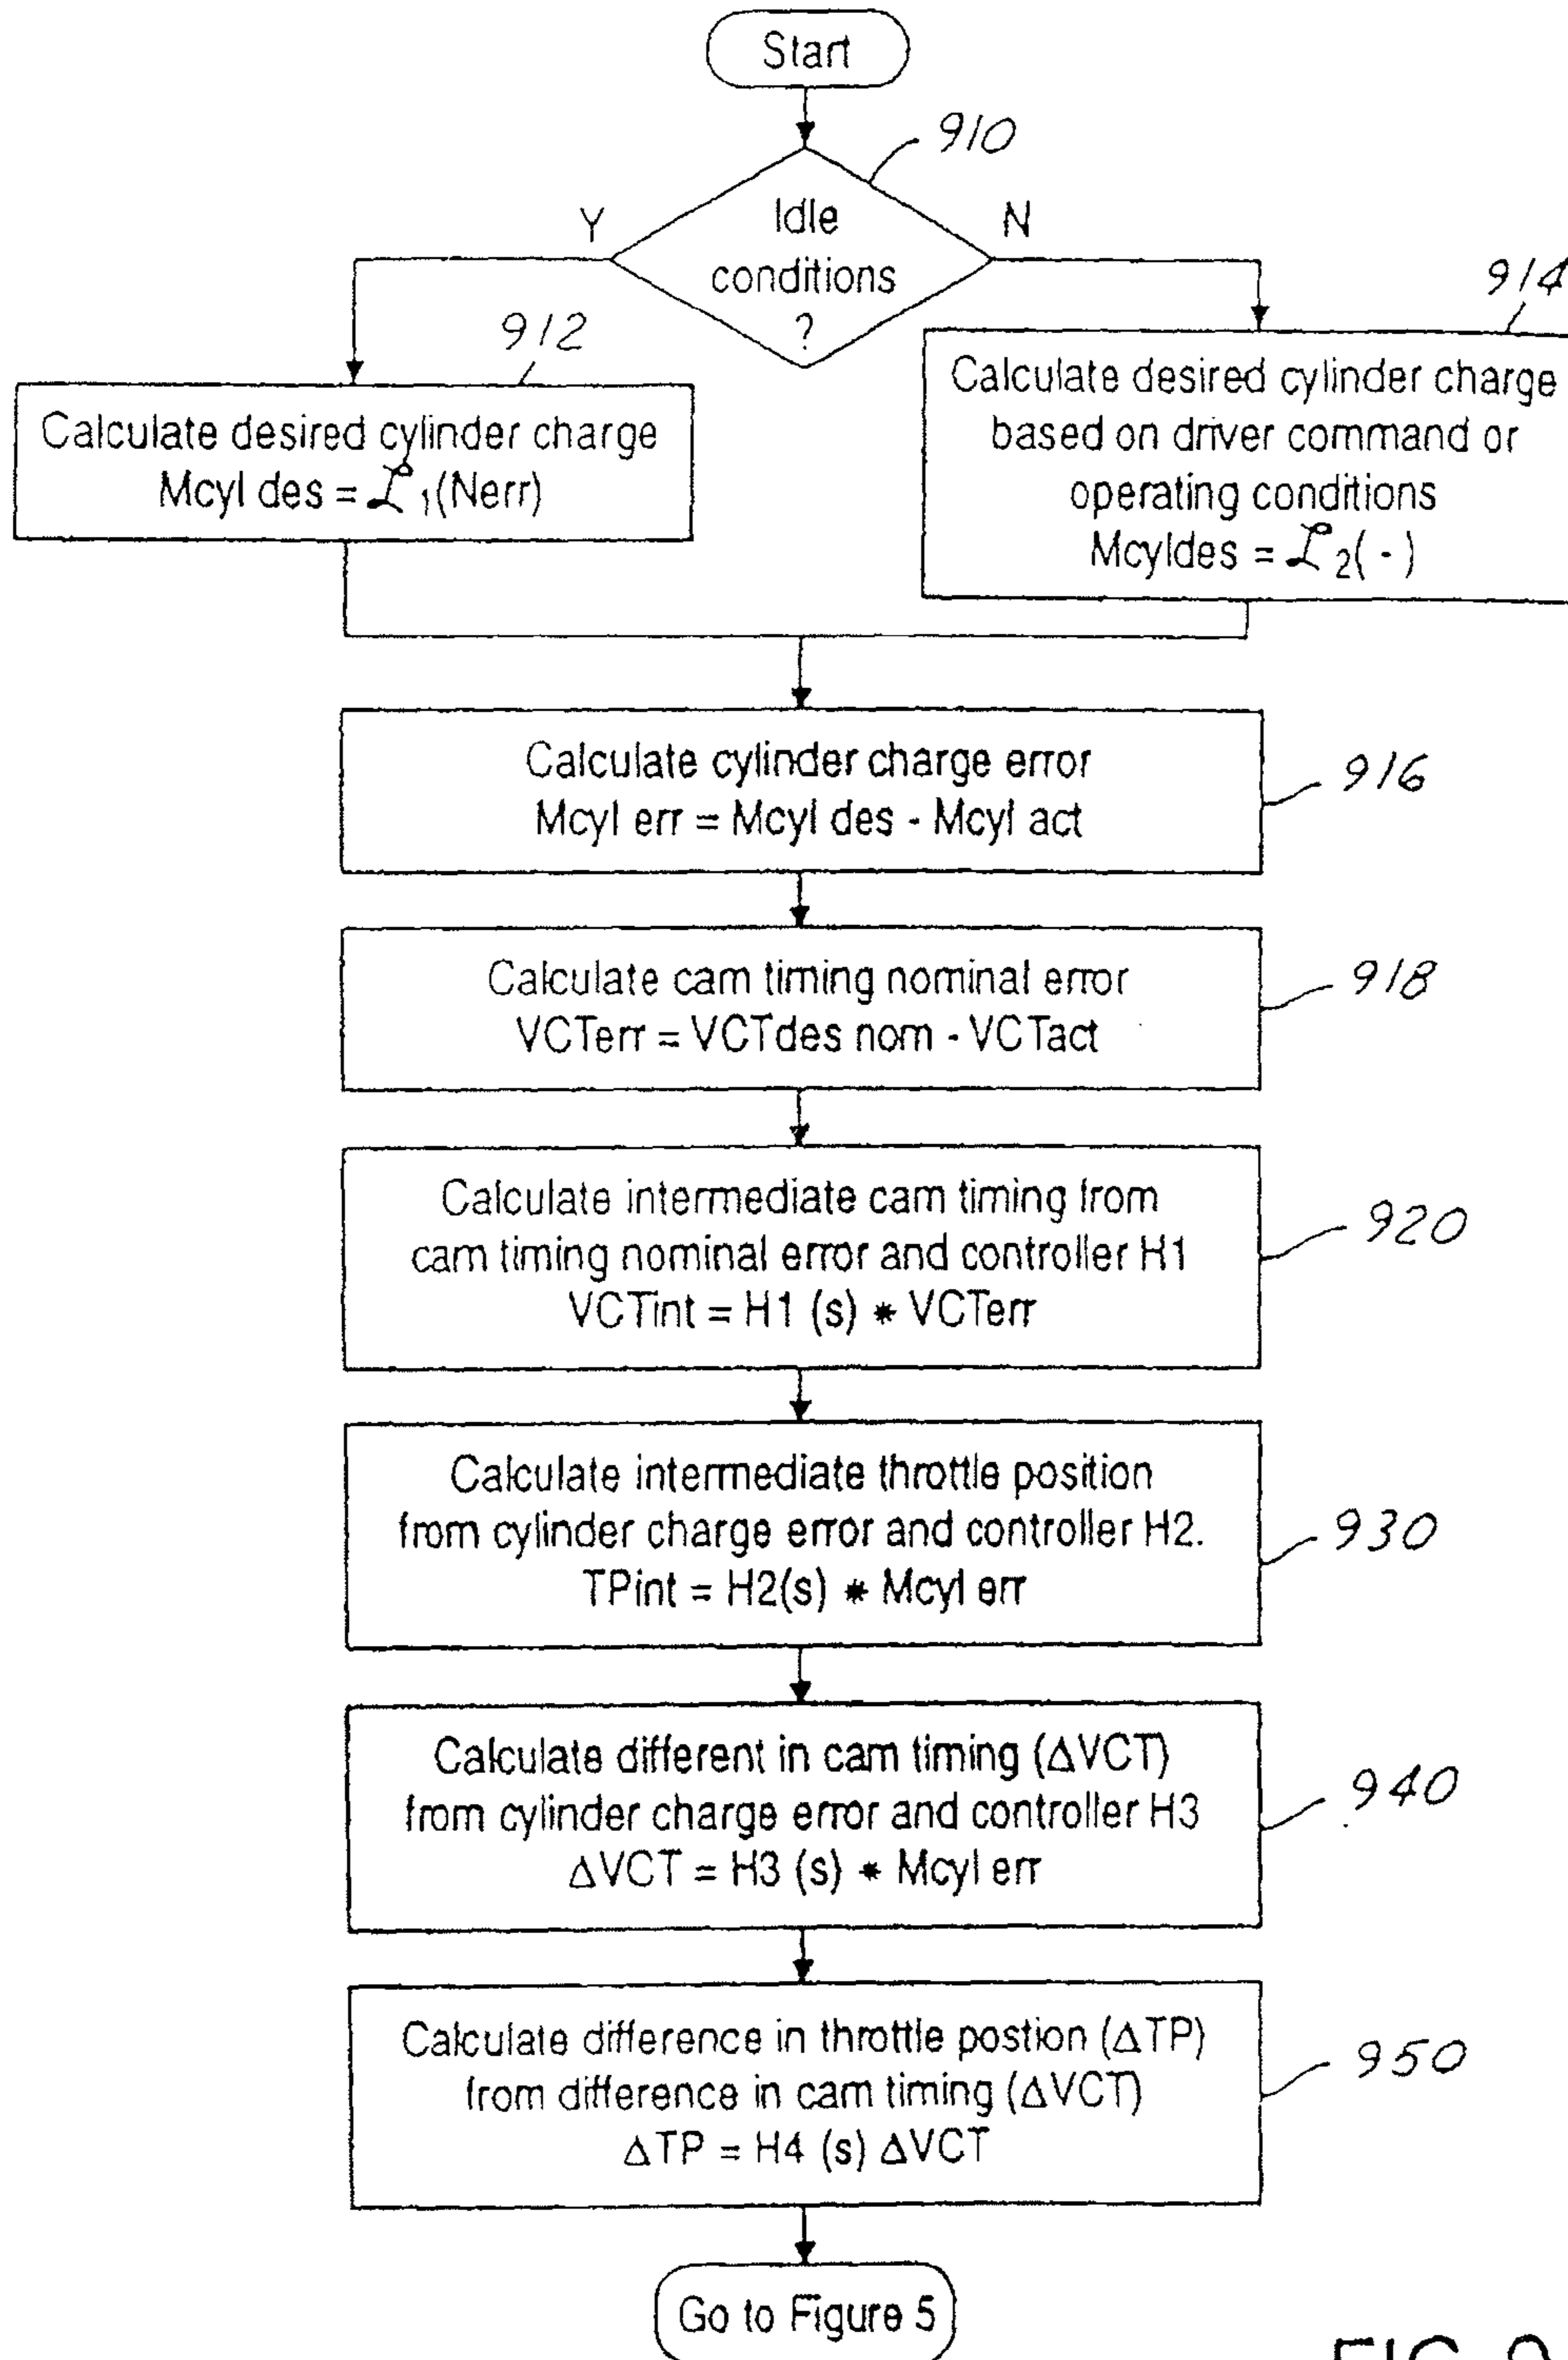 Start
910
Idle
conditions
?
Y
N
912
914
Calculate desired cylinder charge
Mcyl des = ℒ1(Nerr)
Calculate desired cylinder charge
based on driver command or
operating conditions
Mcyldes = ℒ2( - )
Calculate cylinder charge error
Mcyl err = Mcyl des - Mcyl act
916
Calculate cam timing nominal error
VCTerr = VCTdes nom - VCTact
918
Calculate intermediate cam timing from
cam timing nominal error and controller H1
VCTint = H1 (s) * VCTerr
920
Calculate intermediate throttle position
from cylinder charge error and controller H2.
TPint = H2(s) * Mcyl err
930
Calculate different in cam timing (ΔVCT)
from cylinder charge error and controller H3
ΔVCT = H3 (s) * Mcyl err
940
Calculate difference in throttle postion (ΔTP)
from difference in cam timing (ΔVCT)
ΔTP = H4 (s) ΔVCT
950
Go to Figure 5